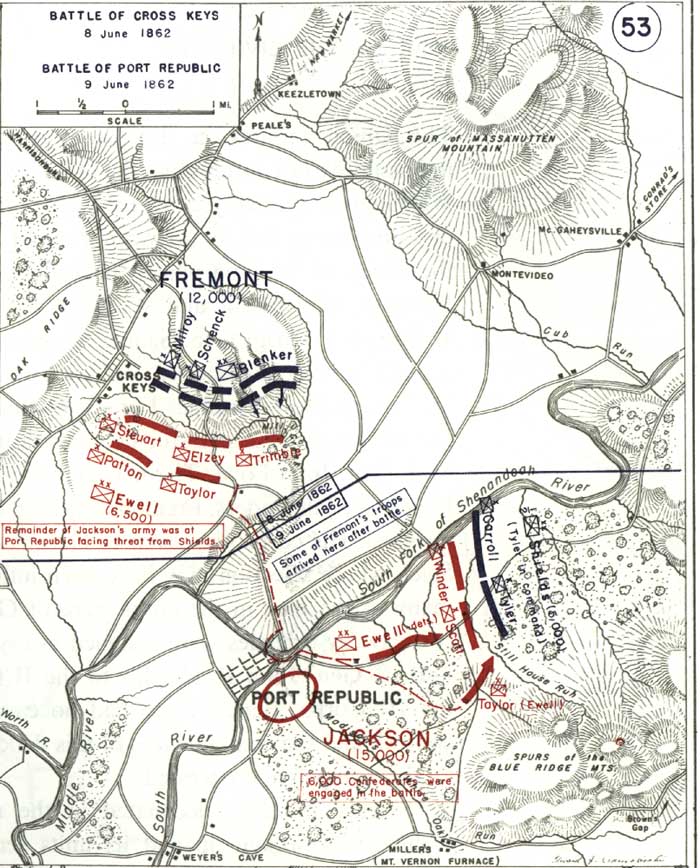 BATTLE OF CROSS KEYS
8 June 1862
BATTLE OF PORT REPUBLIC
9 June 1862
1 ½ 0 1 MI.
SCALE
53
N
NEW MARKET
KEEZLETOWN
PEALE'S
HARRISONBURG
SPUR of MASSANUTTEN
MOUNTAIN
CONRAD'S
STORE
Mc. GAHEYSVILLE
MONTEVIDEO
Cub Run
OAK RIDGE
FREMONT
(12,000)
Milroy
Schenck
Blenker
CROSS
KEYS
Steuart
Elzey
Trimble
Patton
Taylor
XX
Ewell
(6,500)
Remainder of Jackson's army was at
Port Republic facing threat from Shields.
8 June 1862
9 June 1862
Some of Fremont's troops
arrived here after battle.
South Fork of Shenandoah River
Carroll
XX
Shields (6,000)
(Tyler in command)
Tyler
Winder
Scott
XX
Ewell (dets)
Still House Run
Taylor (Ewell)
PORT REPUBLIC
JACKSON
(15,000)
6,000 Confederates were
engaged in the battle.
North R.
Middle River
South River
SPURS of the
BLUE RIDGE MTS.
Brown's
Gap
Run
WEYER'S CAVE
MILLER'S
(MT. VERNON FURNACE)